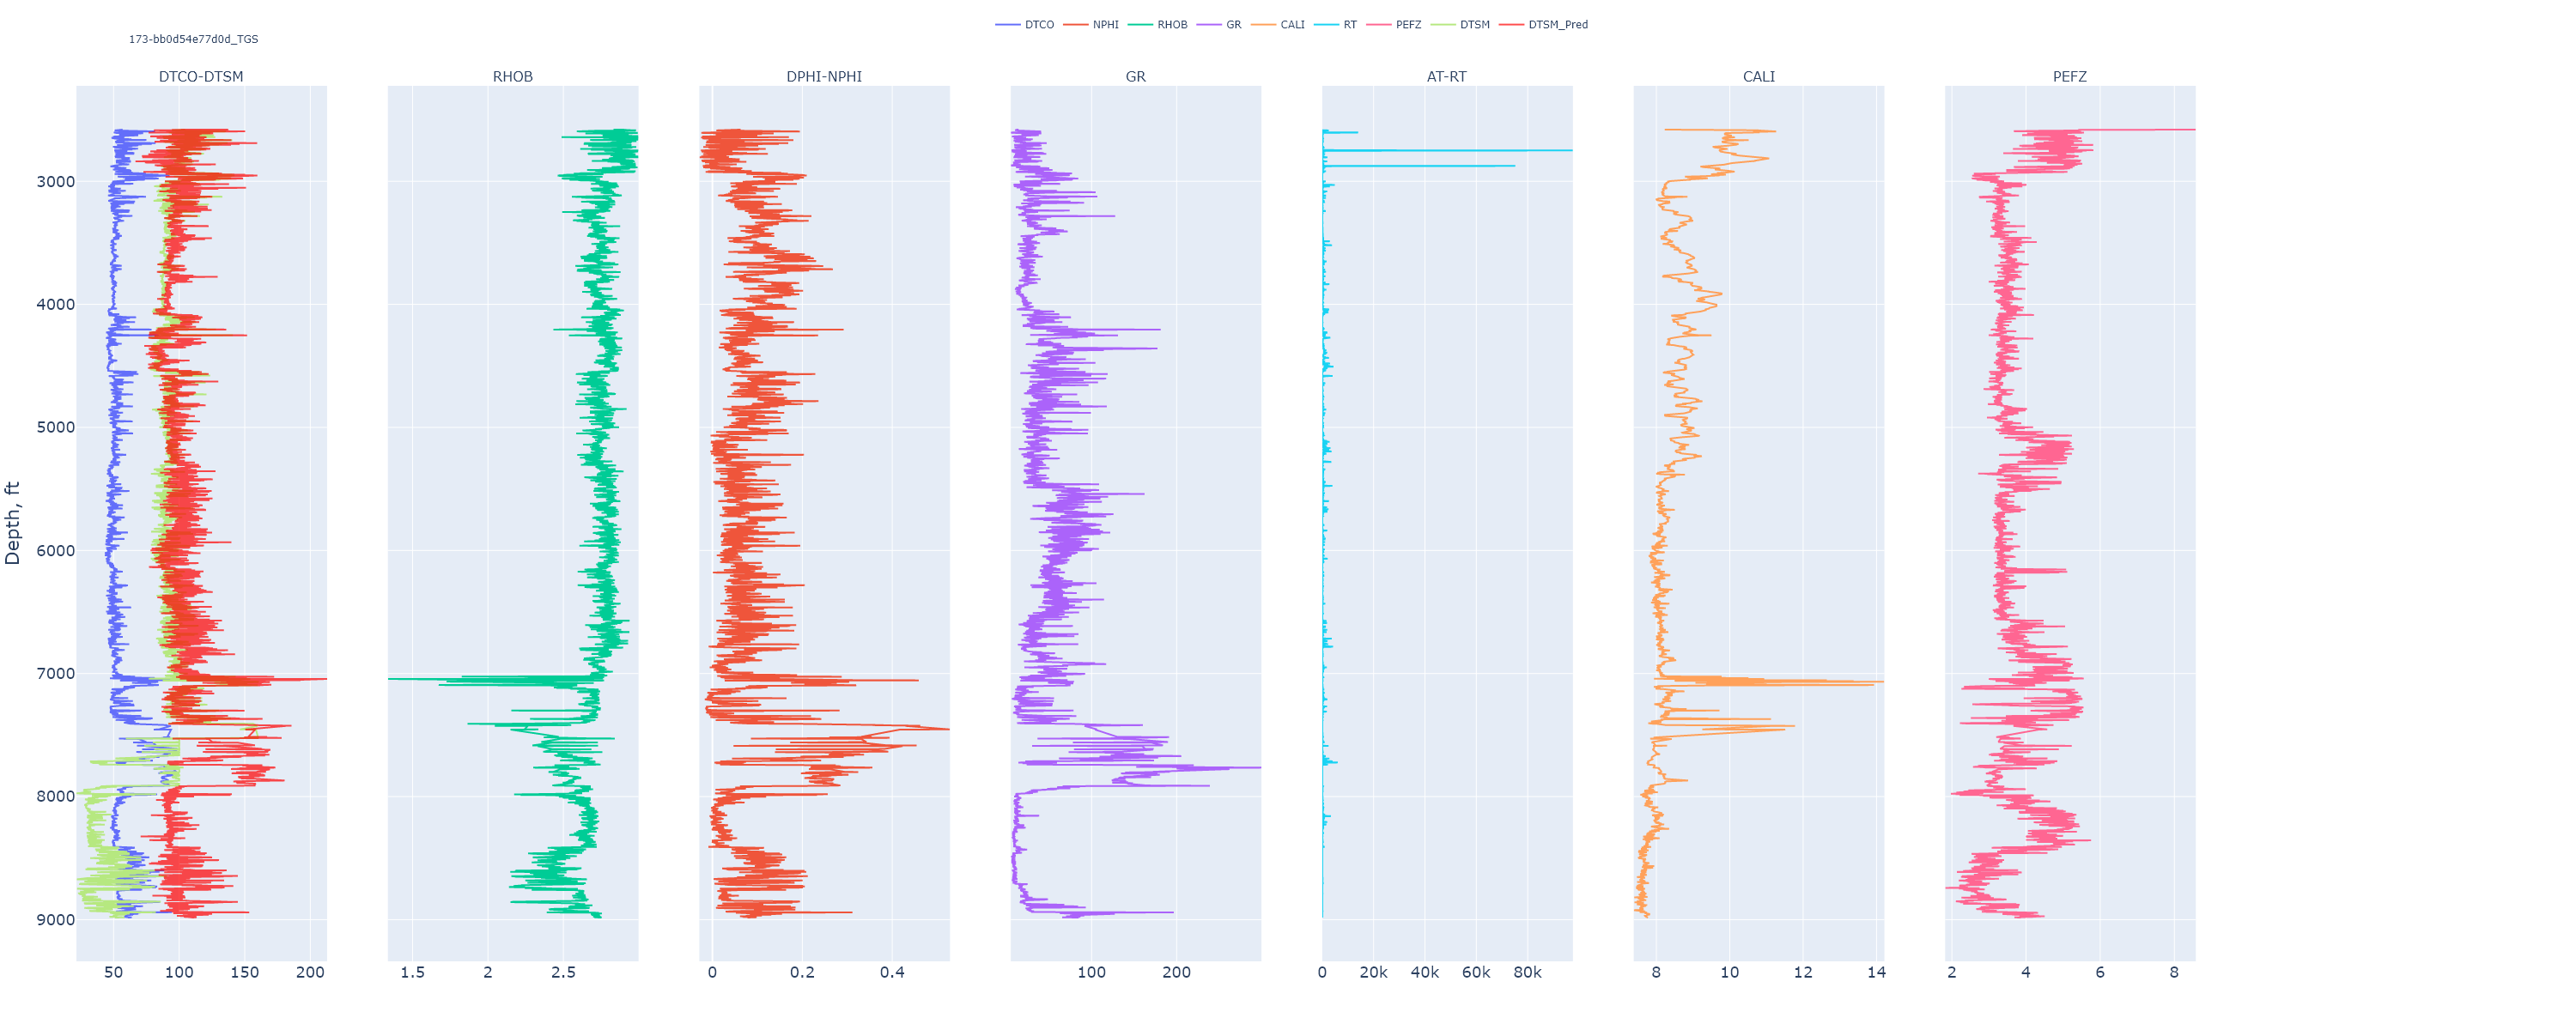 DTCO NPHI RHOB GR CALI RT PEFZ DTSM DTSM_Pred
173-bb0d54e77d0d_TGS
DTCO-DTSM RHOB DPHI-NPHI GR AT-RT CALI PEFZ
Depth, ft
3000
4000
5000
6000
7000
8000
9000
50 100 150 200 1.5 2 2.5 0 0.2 0.4 100 200 0 20k 40k 60k 80k 8 10 12 14 2 4 6 8